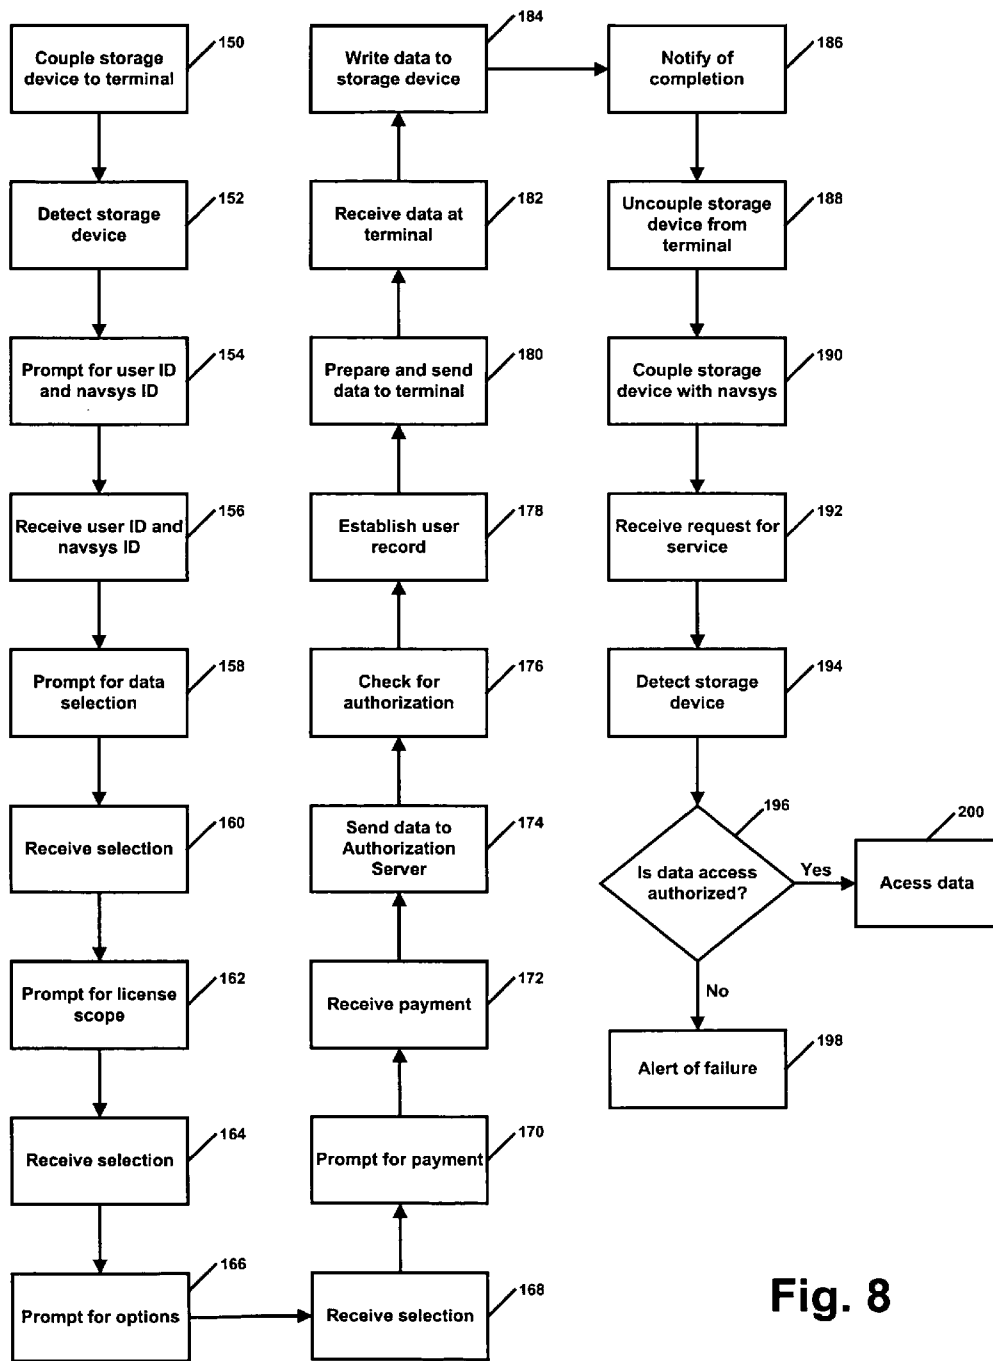 150
Couple storage
device to terminal
152
Detect storage
device
154
Prompt for user ID
and navsys ID
156
Receive user ID and
navsys ID
158
Prompt for data
selection
160
Receive selection
162
Prompt for license
scope
164
Receive selection
166
Prompt for options
168
Receive selection
170
Prompt for payment
172
Receive payment
174
Send data to
Authorization
Server
176
Check for
authorization
178
Establish user
record
180
Prepare and send
data to terminal
182
Receive data at
terminal
184
Write data to
storage device
186
Notify of
completion
188
Uncouple storage
device from
terminal
190
Couple storage
device with navsys
192
Receive request for
service
194
Detect storage
device
196
Is data access
authorized?
Yes
200
Acess data
No
198
Alert of failure
Fig. 8